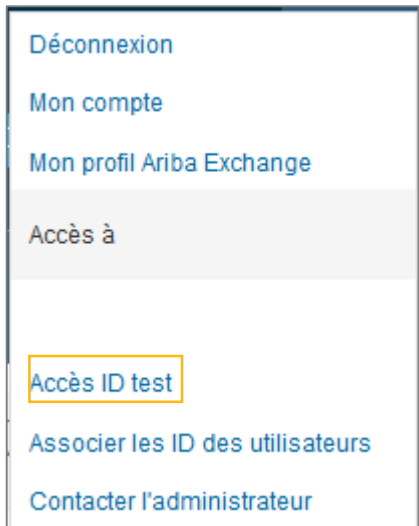 Déconnexion
Mon compte
Mon profil Ariba Exchange
Accès à
Accès ID test
Associer les ID des utilisateurs
Contacter l'administrateur